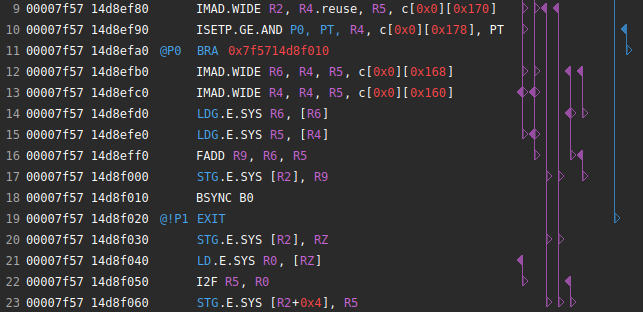 9 00007f57 14d8ef80 IMAD.WIDE R2, R4.reuse, R5, c[0x0][0x170]
10 00007f57 14d8ef90 ISETP.GE.AND P0, PT, R4, c[0x0][0x178], PT
11 00007f57 14d8efa0 @P0 BRA 0x7f5714d8f010
12 00007f57 14d8efb0 IMAD.WIDE R6, R4, R5, c[0x0][0x168]
13 00007f57 14d8efc0 IMAD.WIDE R4, R4, R5, c[0x0][0x160]
14 00007f57 14d8efd0 LDG.E.SYS R6, [R6]
15 00007f57 14d8efe0 LDG.E.SYS R5, [R4]
16 00007f57 14d8eff0 FADD R9, R6, R5
17 00007f57 14d8f000 STG.E.SYS [R2], R9
18 00007f57 14d8f010 BSYNC B0
19 00007f57 14d8f020 @!P1 EXIT
20 00007f57 14d8f030 STG.E.SYS [R2], RZ
21 00007f57 14d8f040 LD.E.SYS R0, [RZ]
22 00007f57 14d8f050 I2F R5, R0
23 00007f57 14d8f060 STG.E.SYS [R2+0x4], R5